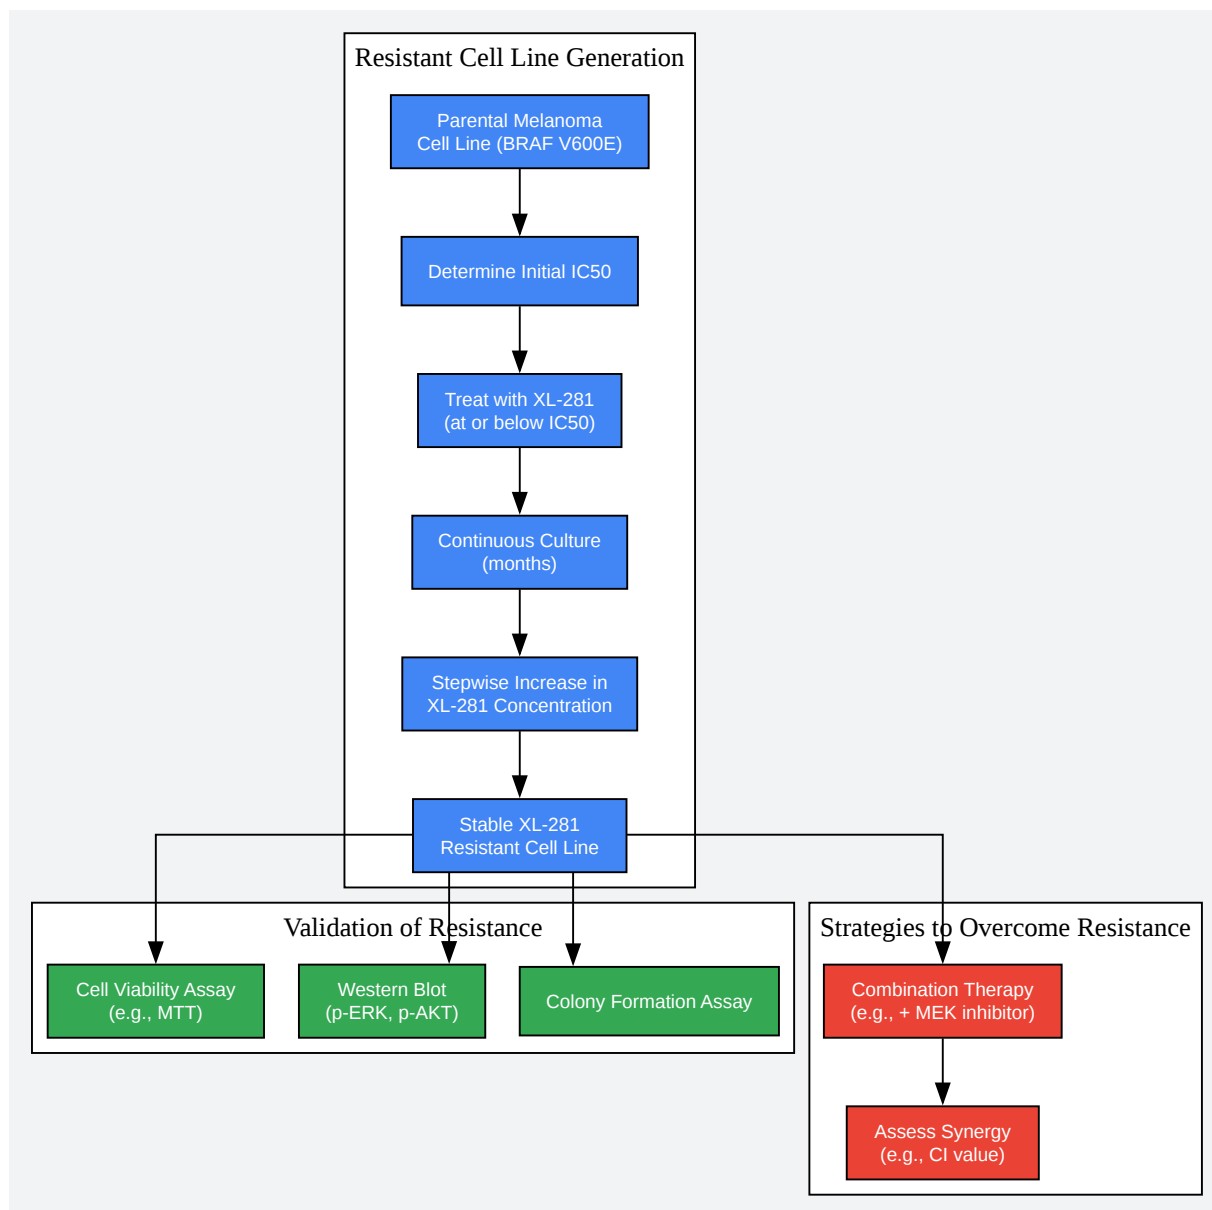 Resistant Cell Line Generation
Parental Melanoma
Cell Line (BRAF V600E)
Determine Initial IC50
Treat with XL-281
(at or below IC50)
Continuous Culture
(months)
Stepwise Increase in
XL-281 Concentration
Stable XL-281
Resistant Cell Line
Validation of Resistance
Cell Viability Assay
(e.g., MTT)
Western Blot
(p-ERK, p-AKT)
Colony Formation Assay
Strategies to Overcome Resistance
Combination Therapy
(e.g., + MEK inhibitor)
Assess Synergy
(e.g., CI value)